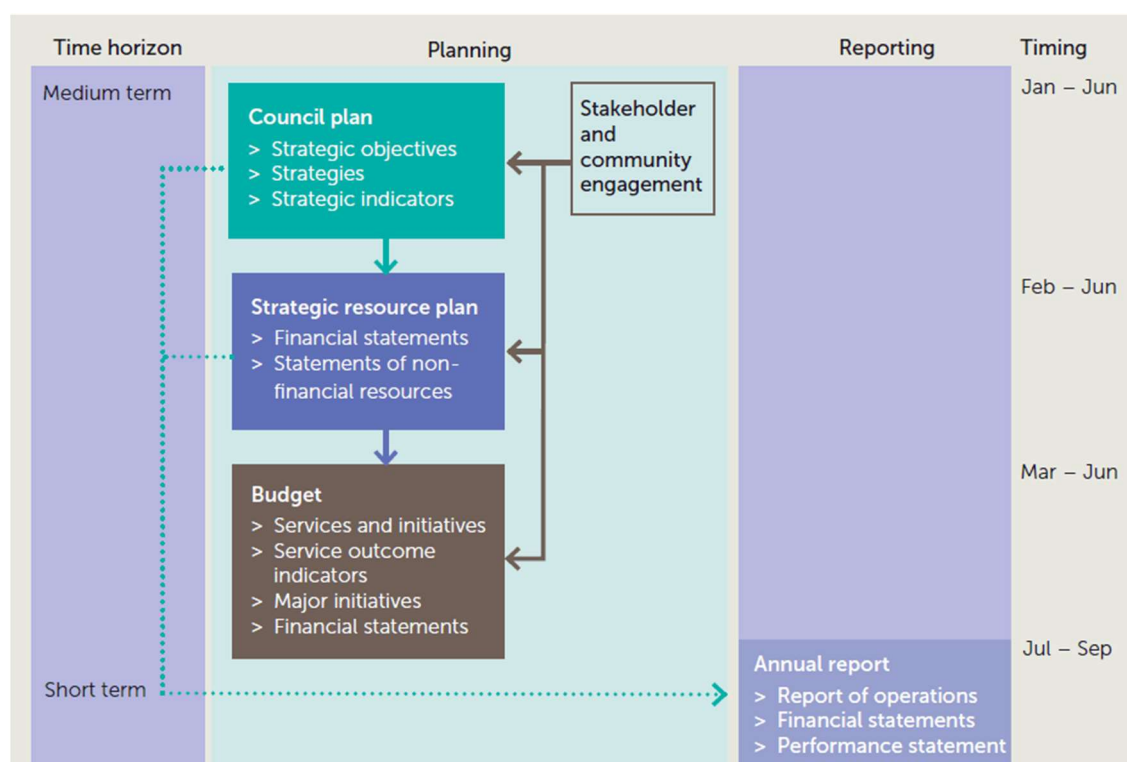 Time horizon
Planning
Reporting
Timing
Medium term
Jan – Jun
Council plan
> Strategic objectives
> Strategies
> Strategic indicators
Stakeholder
and
community
engagement
Feb – Jun
Strategic resource plan
> Financial statements
> Statements of non-
financial resources
Mar – Jun
Budget
> Services and initiatives
> Service outcome
indicators
> Major initiatives
> Financial statements
Jul – Sep
Short term
Annual report
> Report of operations
> Financial statements
> Performance statement